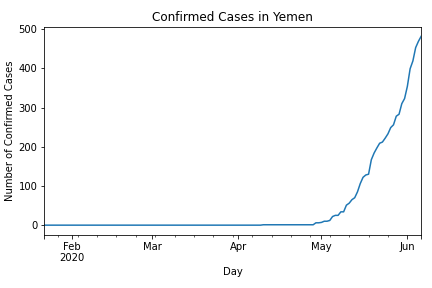 Confirmed Cases in Yemen
500
400
300
200
100
0
Number of Confirmed Cases
Feb Mar Apr May Jun
2020
Day